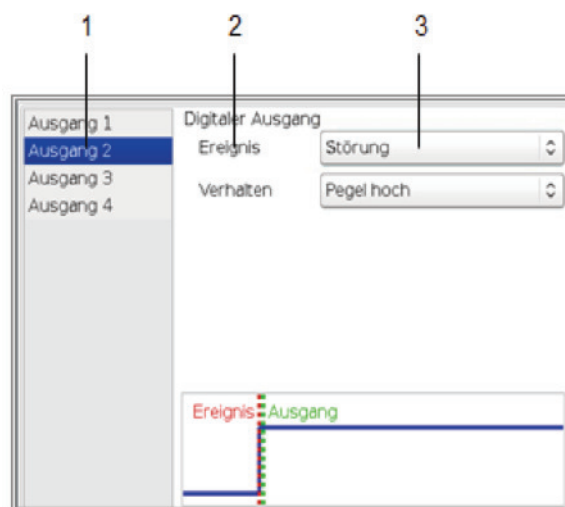 1 2 3
Ausgang 1
Ausgang 2
Ausgang 3
Ausgang 4
Digitaler Ausgang
Ereignis Störung
Verhalten Pegel hoch
Ereignis Ausgang